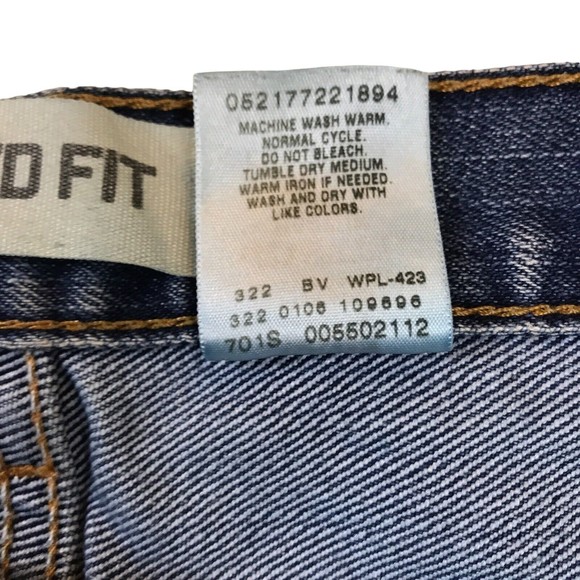 D FIT
052177221894
MACHINE WASH WARM.
NORMAL CYCLE.
DO NOT BLEACH.
TUMBLE DRY MEDIUM.
WARM IRON IF NEEDED.
WASH AND DRY WITH
LIKE COLORS.
322 BV WPL-423
322 0106 109696
701S 005502112